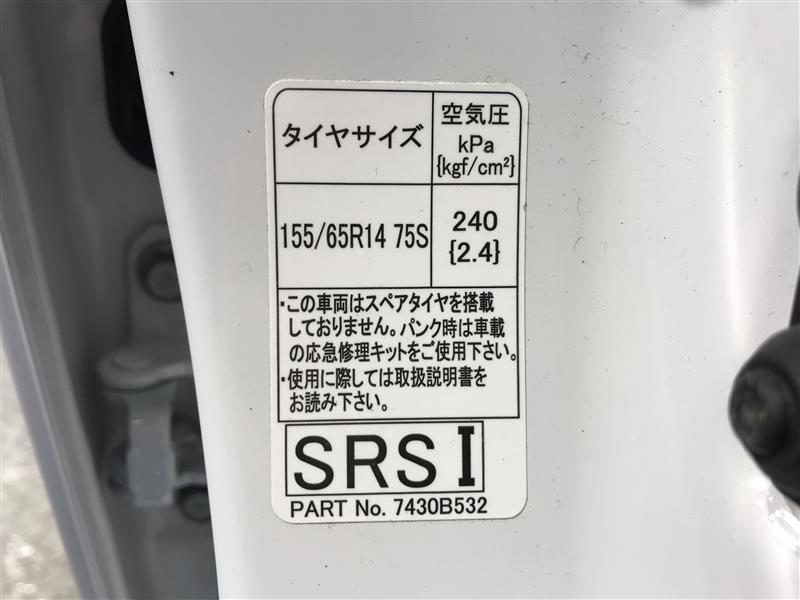 タイヤサイズ
空気圧
kPa
{kgf/cm²}
155/65R14 75S
240
{2.4}
・この車両はスペアタイヤを搭載
しておりません。パンク時は車載
の応急修理キットをご使用下さい。
・使用に際しては取扱説明書を
お読み下さい。
SRS I
PART No. 7430B532